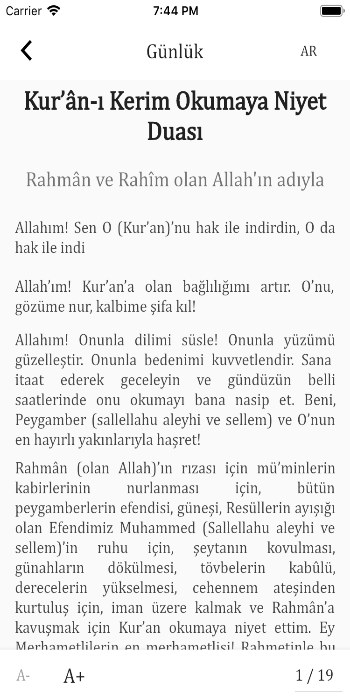 Carrier 7:44 PM
Günlük AR
Kur'ân-ı Kerim Okumaya Niyet
Duası
Rahmân ve Rahîm olan Allah'ın adıyla
Allahım! Sen O (Kur'an)'nu hak ile indirdin, O da
hak ile indi
Allah'ım! Kur'an'a olan bağlılığımı artır. O'nu,
gözüme nur, kalbime şifa kıl!
Allahım! Onunla dilimi süsle! Onunla yüzümü
güzelleştir. Onunla bedenimi kuvvetlendir. Sana
itaat ederek geceleyin ve gündüzün belli
saatlerinde onu okumayı bana nasip et. Beni,
Peygamber (sallellahu aleyhi ve sellem) ve O'nun
en hayırlı yakınlarıyla haşret!
Rahmân (olan Allah)'ın rızası için mü'minlerin
kabirlerinin nurlanması için, bütün
peygamberlerin efendisi, güneşi, Resüllerin ayışığı
olan Efendimiz Muhammed (Sallellahu aleyhi ve
sellem)'in ruhu için, şeytanın kovulması,
günahların dökülmesi, tövbelerin kabûlü,
derecelerin yükselmesi, cehennem ateşinden
kurtuluş için, iman üzere kalmak ve Rahmân'a
kavuşmak için Kur'an okumaya niyet ettim. Ey
Merhametlilerin en merhametlisi! Rahmetinle bu
A- A+ 1 / 19